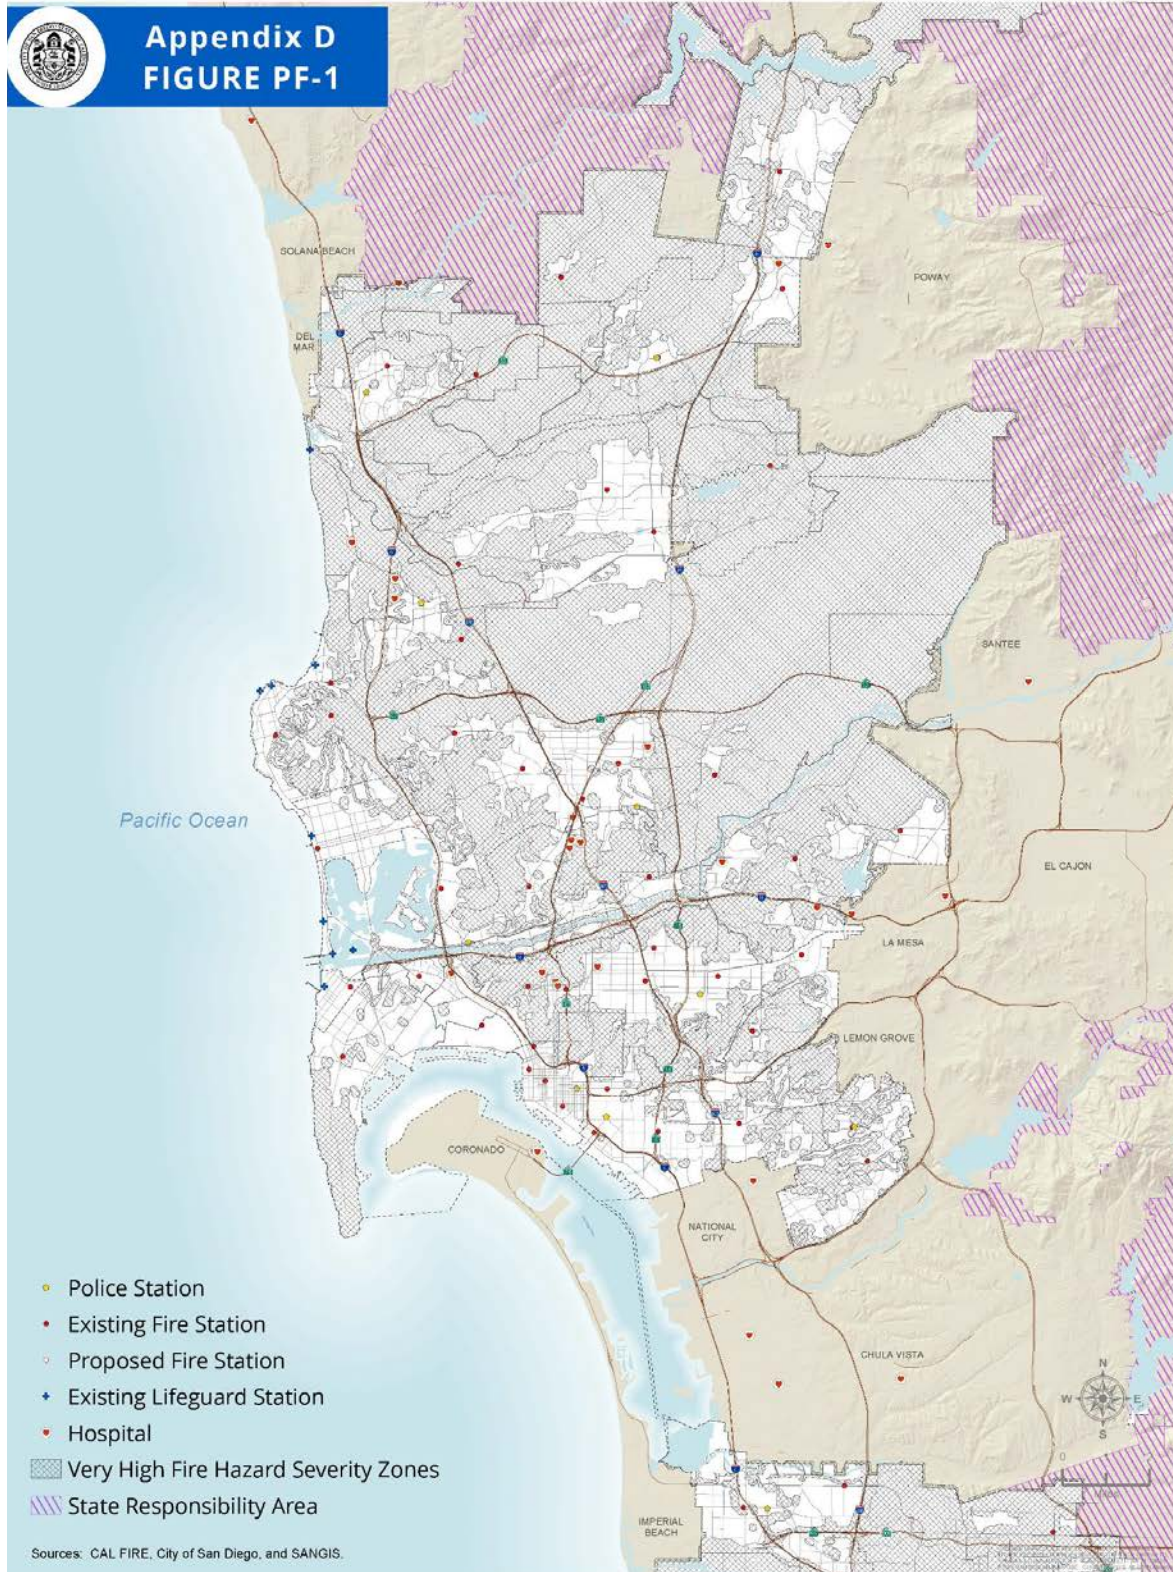 Appendix D
FIGURE PF-1
SOLANA BEACH
POWAY
DEL
MAR
SANTEE
Pacific Ocean
EL CAJON
LA MESA
LEMON GROVE
CORONADO
NATIONAL
CITY
CHULA VISTA
N
W E
S
0
IMPERIAL
BEACH
Police Station
Existing Fire Station
Proposed Fire Station
Existing Lifeguard Station
Hospital
Very High Fire Hazard Severity Zones
State Responsibility Area
Sources: CAL FIRE, City of San Diego, and SANGIS.